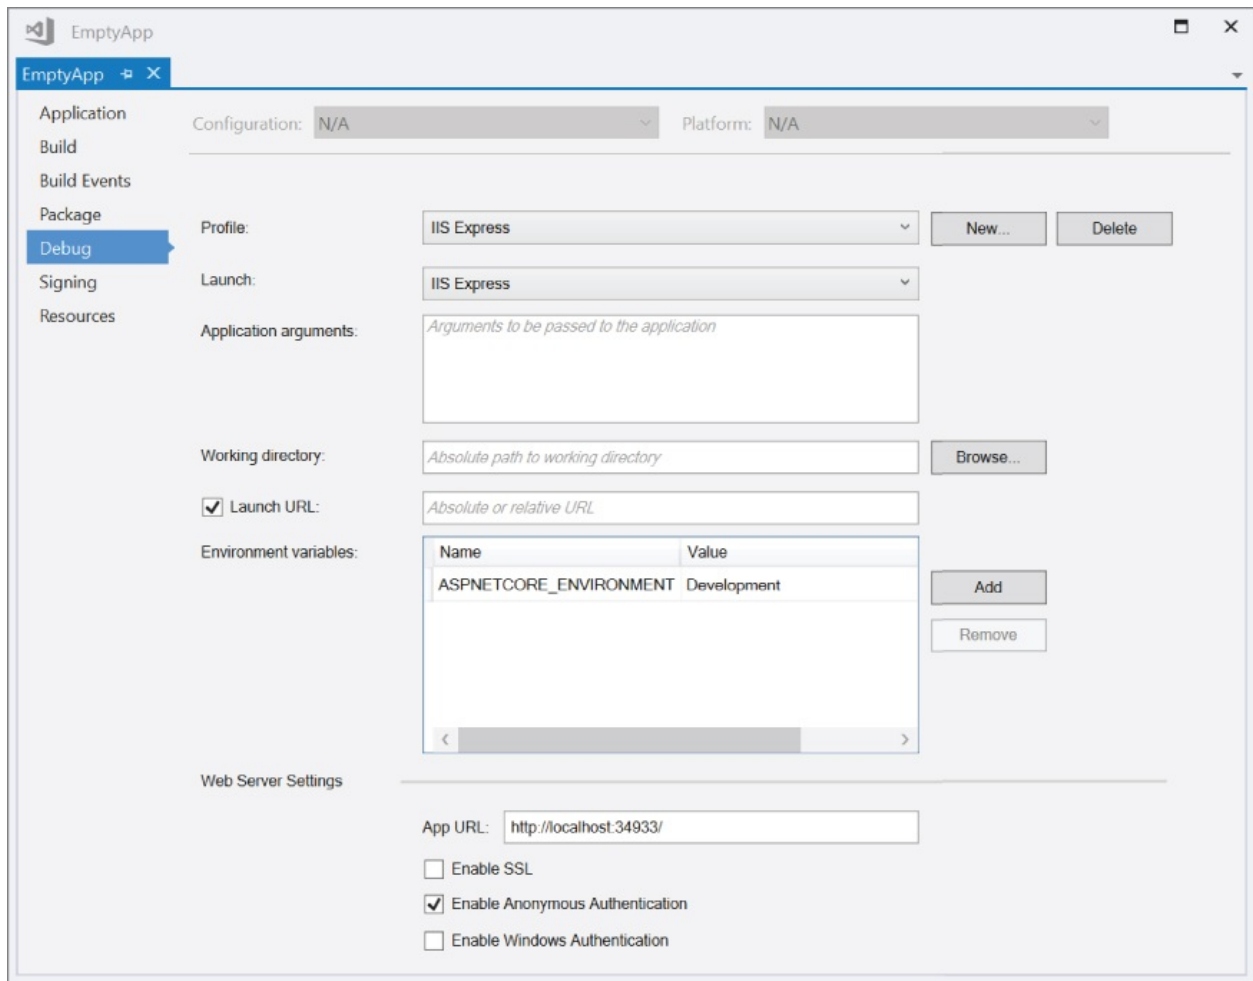 EmptyApp
EmptyApp
Application
Build
Build Events
Package
Debug
Signing
Resources
Configuration: N/A Platform: N/A
Profile: IIS Express New... Delete
Launch: IIS Express
Application arguments: Arguments to be passed to the application
Working directory: Absolute path to working directory Browse...
Launch URL: Absolute or relative URL
Environment variables: Name Value
ASPNETCORE_ENVIRONMENT Development Add
Remove
Web Server Settings
App URL: http://localhost:34933/
Enable SSL
Enable Anonymous Authentication
Enable Windows Authentication